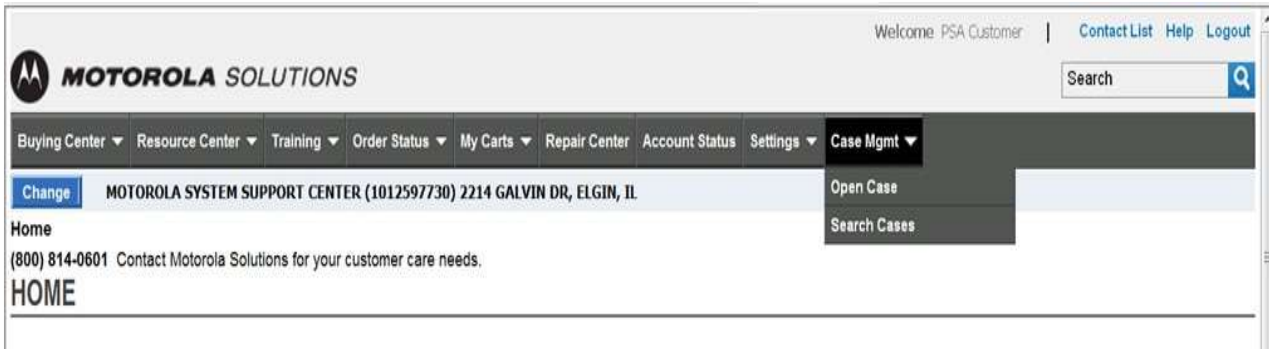 Welcome PSA Customer | Contact List Help Logout
MOTOROLA SOLUTIONS
Search
Buying Center Resource Center Training Order Status My Carts Repair Center Account Status Settings Case Mgmt
Change MOTOROLA SYSTEM SUPPORT CENTER (1012597730) 2214 GALVIN DR, ELGIN, IL
Open Case
Search Cases
Home
(800) 814-0601 Contact Motorola Solutions for your customer care needs.
HOME